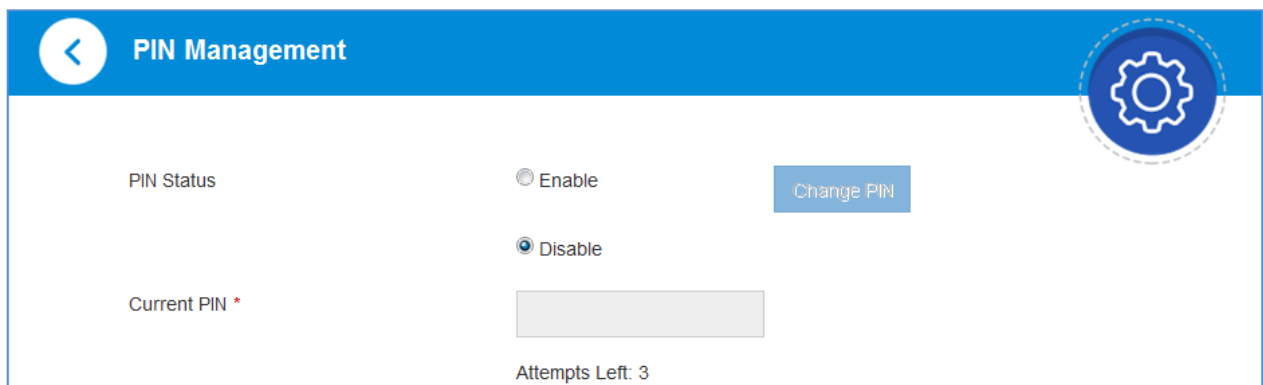 PIN Management
PIN Status
Enable
Change PIN
Disable
Current PIN *
Attempts Left: 3